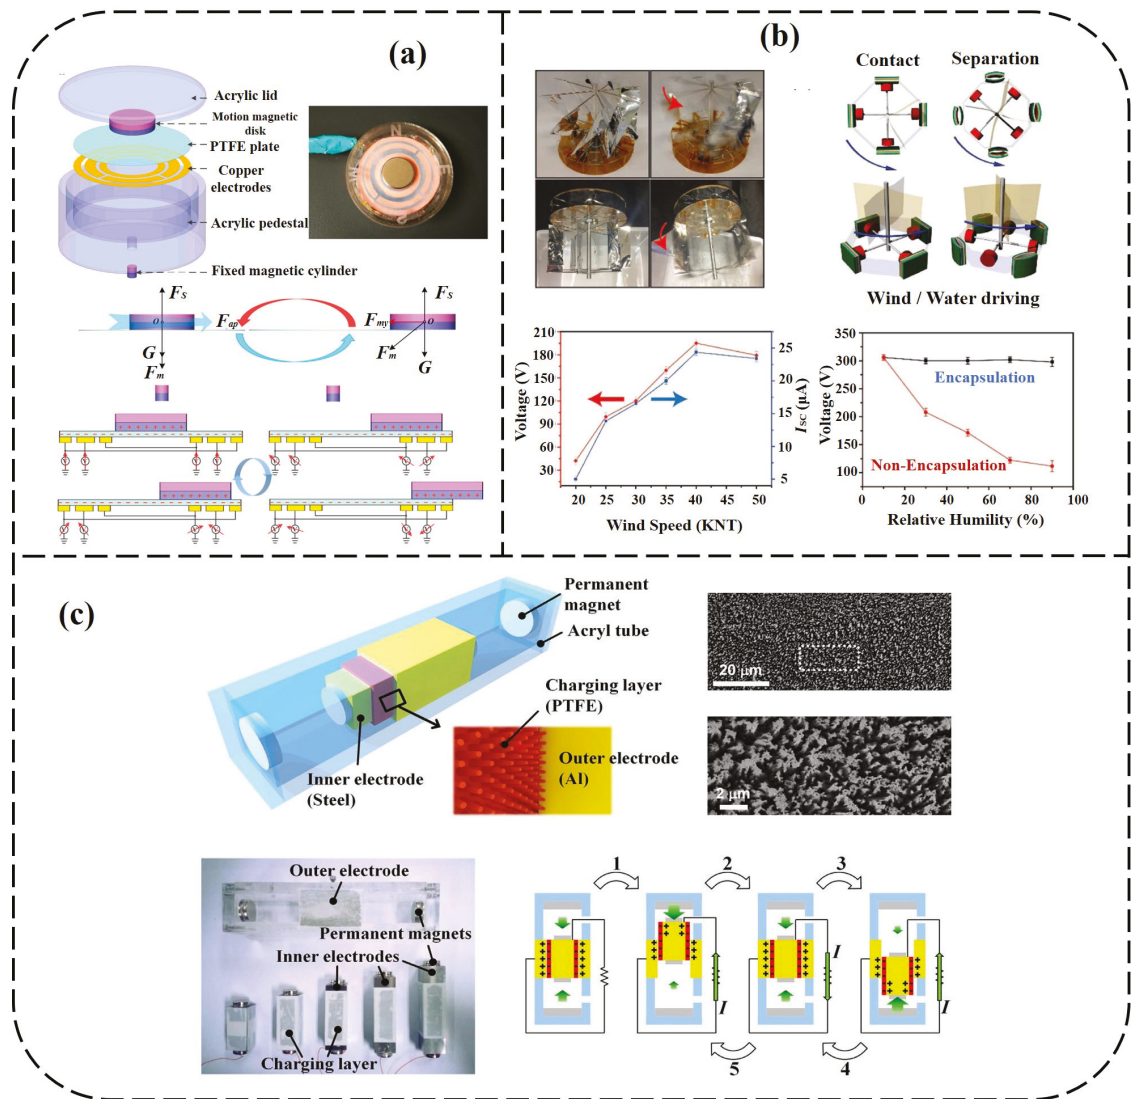 (a)
Acrylic lid
Motion magnetic
disk
PTFE plate
Copper
electrodes
Acrylic pedestal
Fixed magnetic cylinder
N
E
S
W
Fs
o
Fap
G
Fm
Fs
Fmy
o
Fm
G
(b)
Contact
Separation
Wind / Water driving
210
180
150
120
90
60
30
Voltage (V)
25
20
15
10
5
ISC (μA)
20
25
30
35
40
50
Wind Speed (KNT)
350
300
250
200
150
100
Voltage (V)
Encapsulation
Non-Encapsulation
0
20
40
60
80
100
Relative Humility (%)
(c)
Permanent
magnet
Acryl tube
Charging layer
(PTFE)
Outer electrode
(Al)
Inner electrode
(Steel)
20 μm
2 μm
Outer electrode
Permanent magnets
Inner electrodes
Charging layer
1
2
3
I
I
I
5
4